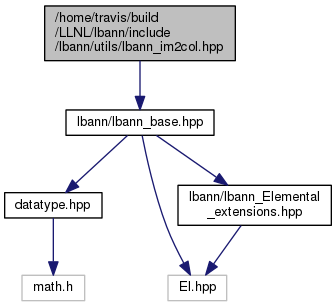 /home/travis/build
/LLNL/lbann/include
/lbann/utils/lbann_im2col.hpp
lbann/lbann_base.hpp
datatype.hpp
lbann/lbann_Elemental
_extensions.hpp
math.h
El.hpp